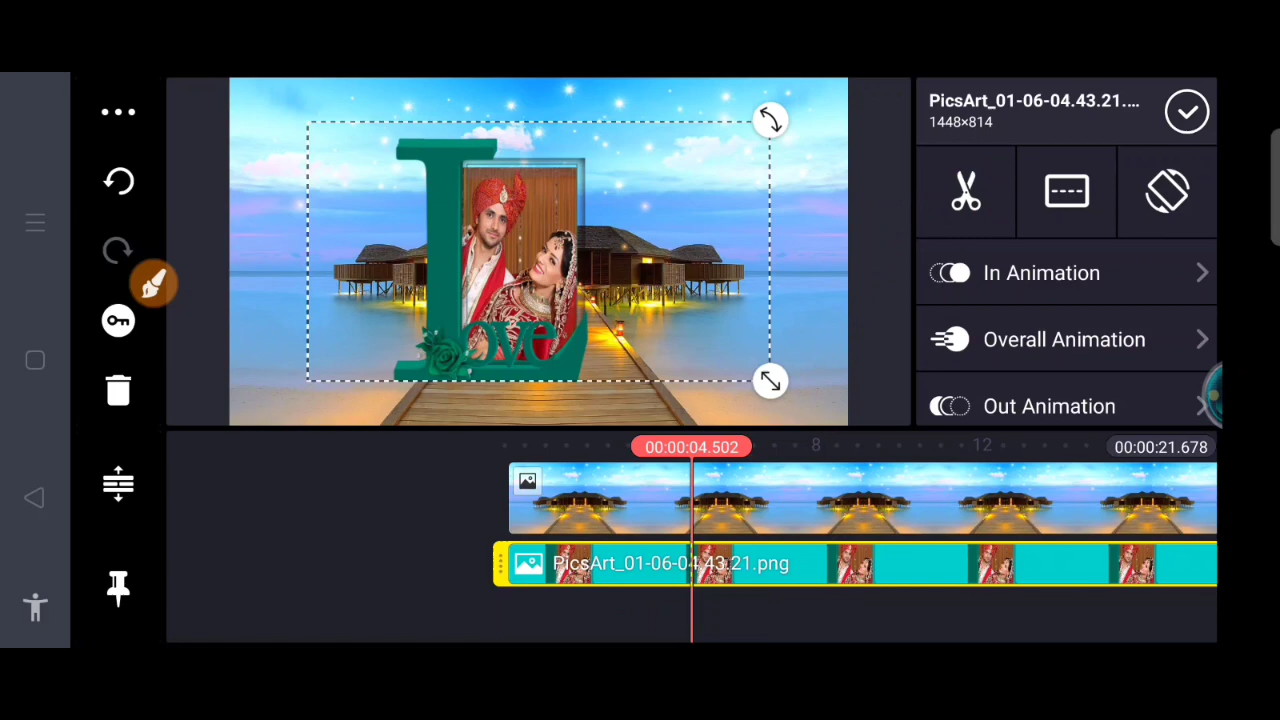 PicsArt_01-06-04.43.21....
1448×814
In Animation
Overall Animation
Out Animation
Love
00:00:04.502
8
12
00:00:21.678
PicsArt_01-06-04.43.21.png